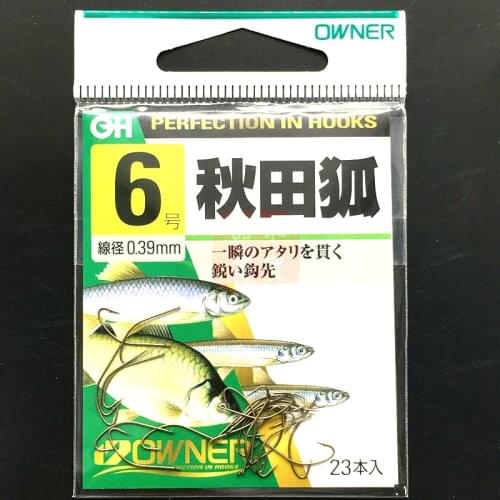 OWNER
OH PERFECTION IN HOOKS
6号
秋田狐
線径0.39mm
一瞬のアタリを貫く
鋭い鈎先
OWNER
PERFECTION IN HOOKS
23本入